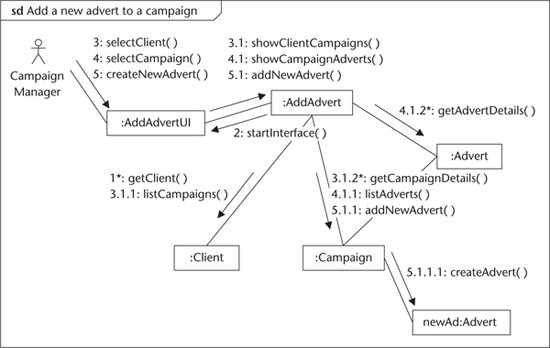 sd Add a new advert to a campaign
3: selectClient( )
4: selectCampaign( )
5: createNewAdvert( )
3.1: showClientCampaigns( )
4.1: showCampaignAdverts( )
5.1: addNewAdvert( )
Campaign
Manager
:AddAdvertUI
:AddAdvert
4.1.2*: getAdvertDetails( )
2: startInterface( )
:Advert
1*: getClient( )
3.1.1: listCampaigns( )
3.1.2*: getCampaignDetails( )
4.1.1: listAdverts( )
5.1.1: addNewAdvert( )
:Client
:Campaign
5.1.1.1: createAdvert( )
newAd:Advert